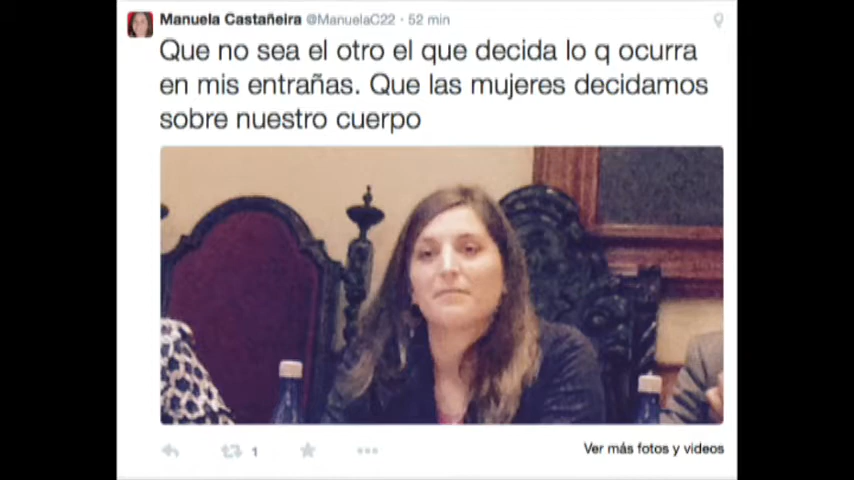 Manuela Castañeira @ManuelaC22 · 52 min
Que no sea el otro el que decida lo q ocurra
en mis entrañas. Que las mujeres decidamos
sobre nuestro cuerpo
1
Ver más fotos y videos